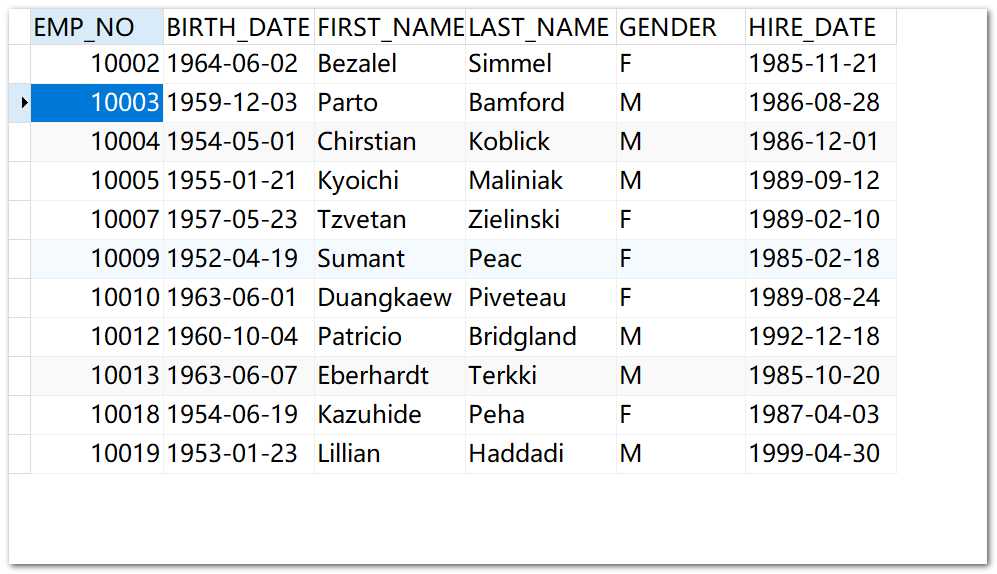 EMP_NO BIRTH_DATE FIRST_NAME LAST_NAME GENDER HIRE_DATE
10002 1964-06-02 Bezalel Simmel F 1985-11-21
10003 1959-12-03 Parto Bamford M 1986-08-28
10004 1954-05-01 Chirstian Koblick M 1986-12-01
10005 1955-01-21 Kyoichi Maliniak M 1989-09-12
10007 1957-05-23 Tzvetan Zielinski F 1989-02-10
10009 1952-04-19 Sumant Peac F 1985-02-18
10010 1963-06-01 Duangkaew Piveteau F 1989-08-24
10012 1960-10-04 Patricio Bridgland M 1992-12-18
10013 1963-06-07 Eberhardt Terkki M 1985-10-20
10018 1954-06-19 Kazuhide Peha F 1987-04-03
10019 1953-01-23 Lillian Haddadi M 1999-04-30